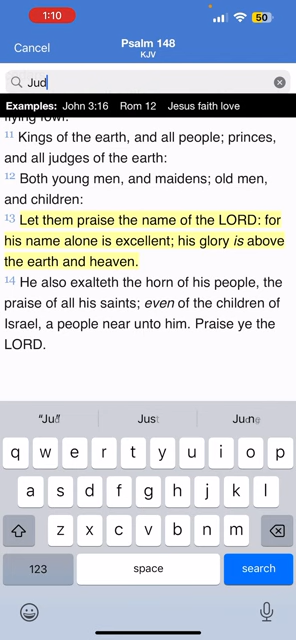 1:10
50
Cancel
Psalm 148
KJV
Jud
Examples: John 3:16 Rom 12 Jesus faith love
flying fowl:
11 Kings of the earth, and all people; princes,
and all judges of the earth:
12 Both young men, and maidens; old men,
and children:
13 Let them praise the name of the LORD: for
his name alone is excellent; his glory is above
the earth and heaven.
14 He also exalteth the horn of his people, the
praise of all his saints; even of the children of
Israel, a people near unto him. Praise ye the
LORD.
Just
q w e r t y u i o p
a s d f g h j k l
z x c v b n m
123 space search